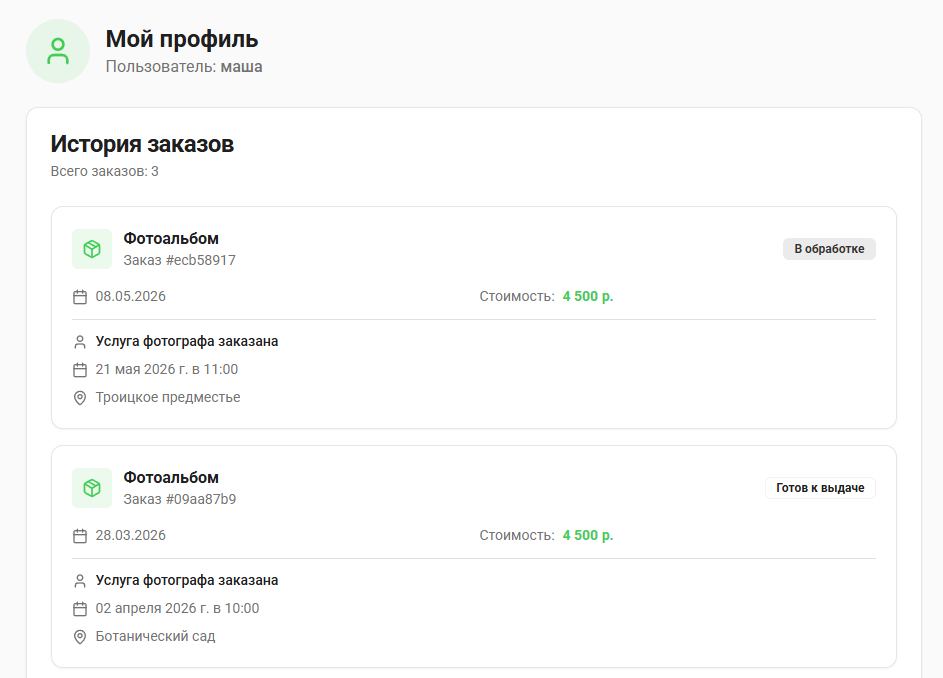 Мой профиль
Пользователь: маша
История заказов
Всего заказов: 3
Фотоальбом
Заказ #ecb58917
В обработке
08.05.2026
Стоимость: 4 500 р.
Услуга фотографа заказана
21 мая 2026 г. в 11:00
Троицкое предместье
Фотоальбом
Заказ #09aa87b9
Готов к выдаче
28.03.2026
Стоимость: 4 500 р.
Услуга фотографа заказана
02 апреля 2026 г. в 10:00
Ботанический сад